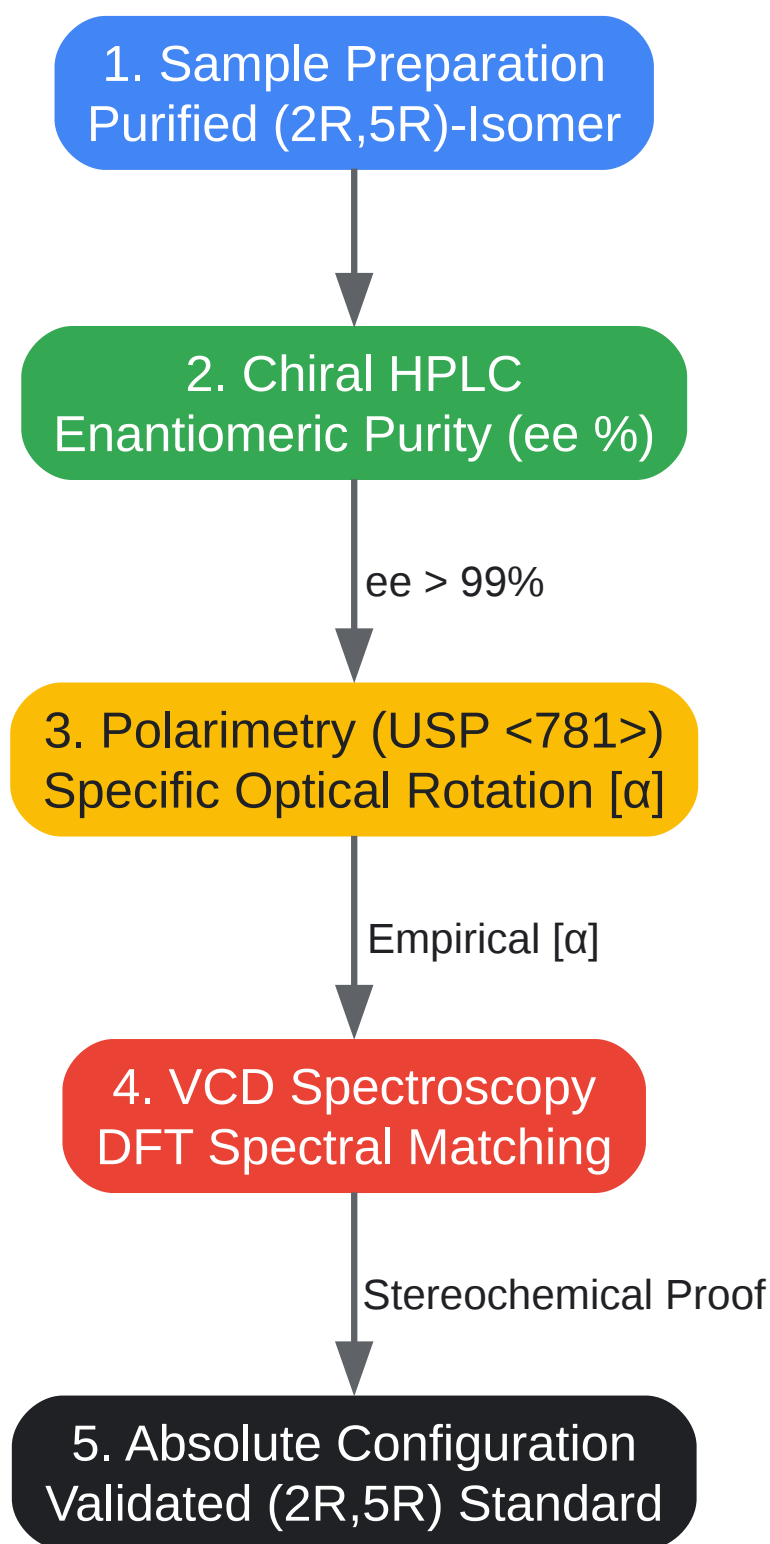 1. Sample Preparation
Purified (2R,5R)-Isomer
2. Chiral HPLC
Enantiomeric Purity (ee %)
ee > 99%
3. Polarimetry (USP <781>)
Specific Optical Rotation [α]
Empirical [α]
4. VCD Spectroscopy
DFT Spectral Matching
Stereochemical Proof
5. Absolute Configuration
Validated (2R,5R) Standard